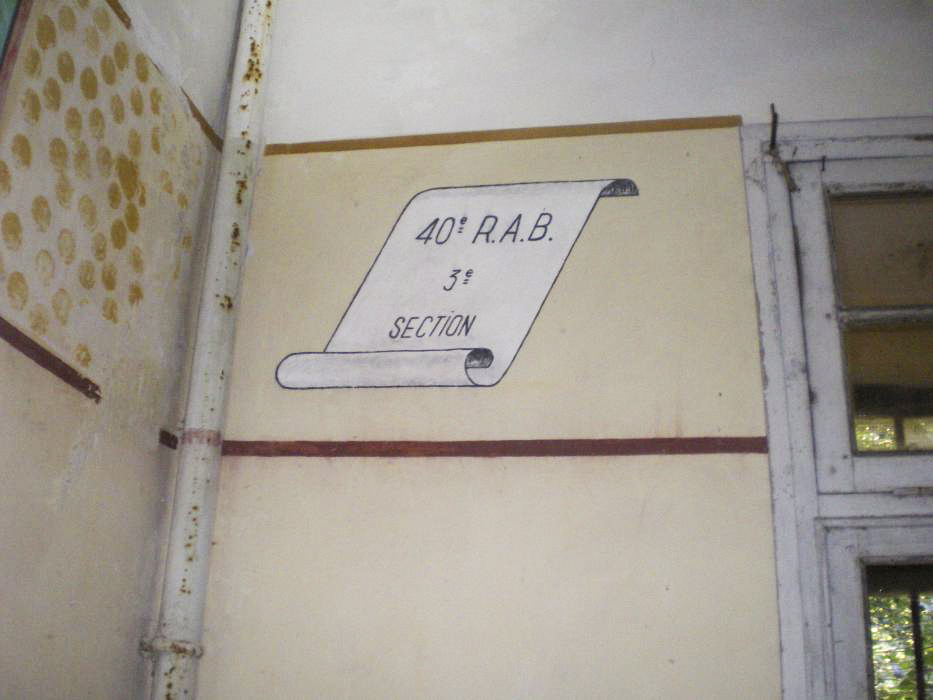 40e R.A.B.
3e
SECTION